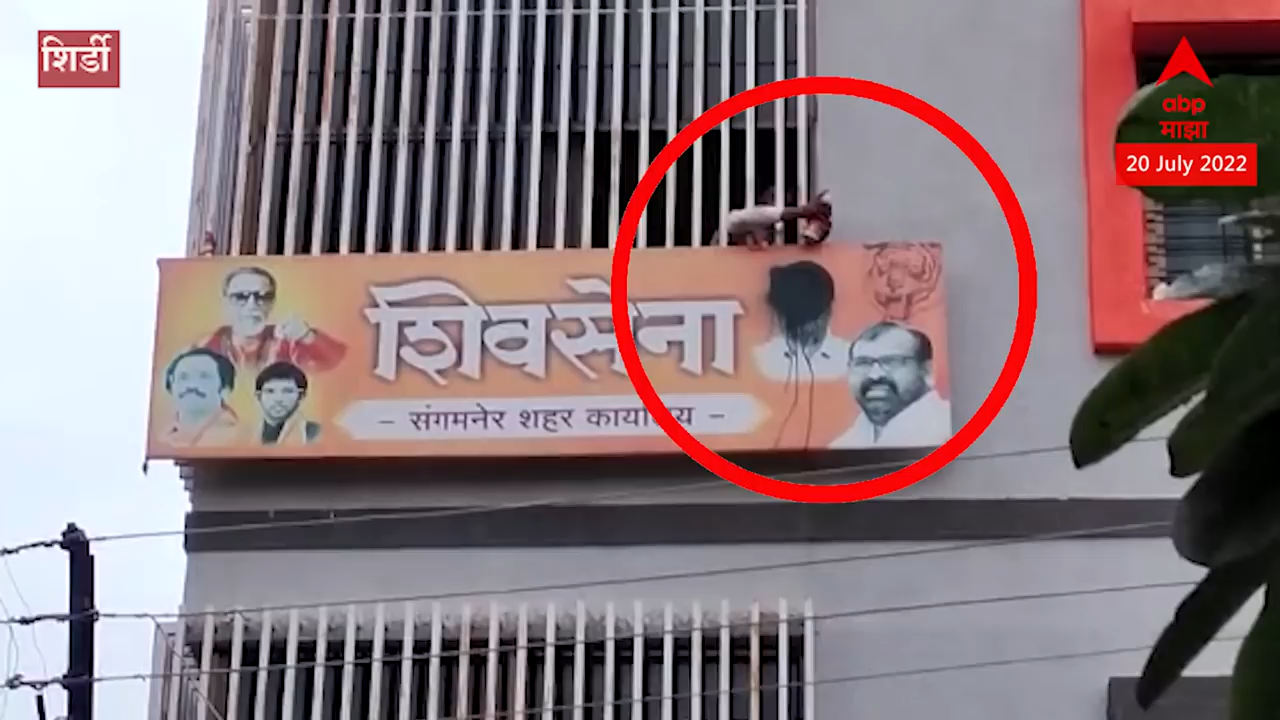 शिर्डी
abp
माझा
20 July 2022
शिवसेना
- संगमनेर शहर कार्यालय -